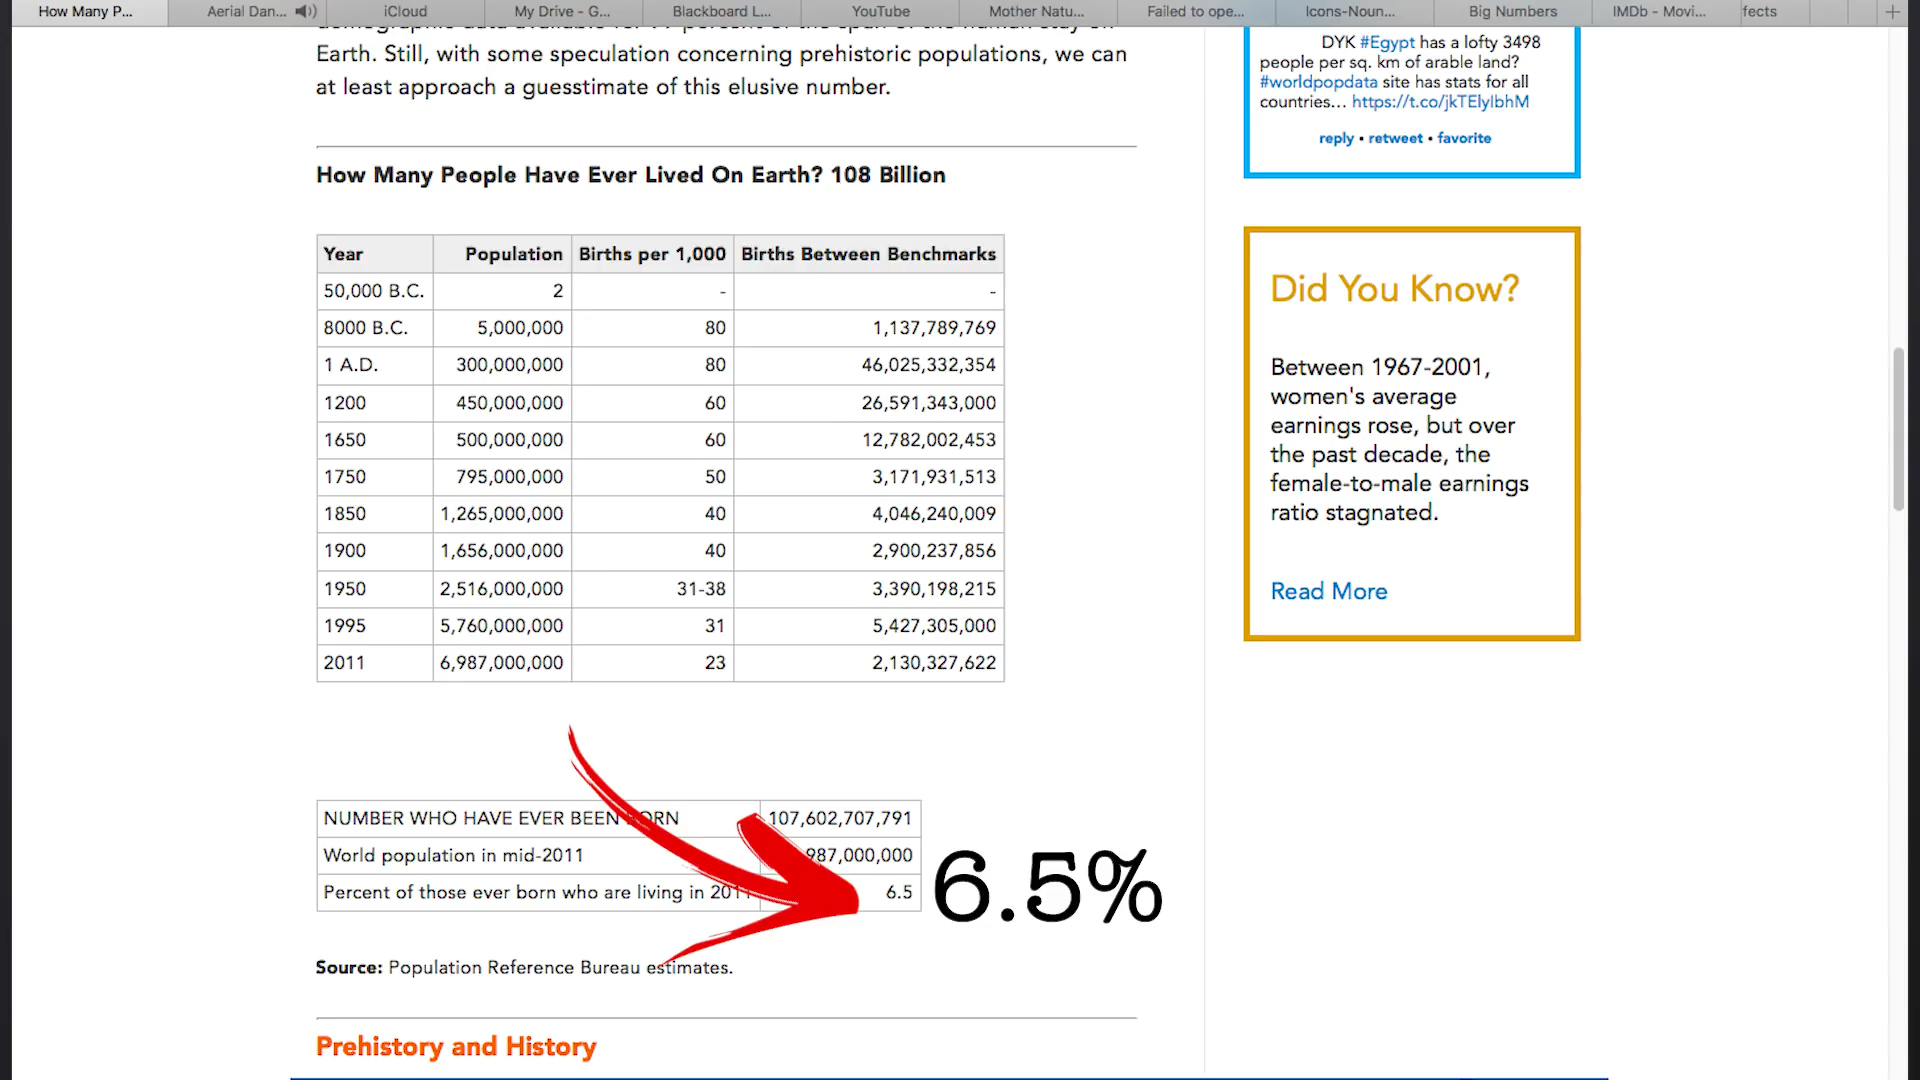 How Many P...
Aerial Dan...
iCloud
My Drive - G...
Blackboard L...
YouTube
Mother Natu...
Failed to ope...
Icons-Noun...
Big Numbers
IMDb - Movi...
fects
Earth. Still, with some speculation concerning prehistoric populations, we can
at least approach a guesstimate of this elusive number.
How Many People Have Ever Lived On Earth? 108 Billion
Year Population Births per 1,000 Births Between Benchmarks
50,000 B.C. 2 - -
8000 B.C. 5,000,000 80 1,137,789,769
1 A.D. 300,000,000 80 46,025,332,354
1200 450,000,000 60 26,591,343,000
1650 500,000,000 60 12,782,002,453
1750 795,000,000 50 3,171,931,513
1850 1,265,000,000 40 4,046,240,009
1900 1,656,000,000 40 2,900,237,856
1950 2,516,000,000 31-38 3,390,198,215
1995 5,760,000,000 31 5,427,305,000
2011 6,987,000,000 23 2,130,327,622
NUMBER WHO HAVE EVER BEEN BORN 107,602,707,791
World population in mid-2011 987,000,000
Percent of those ever born who are living in 2011 6.5
6.5%
Source: Population Reference Bureau estimates.
Prehistory and History
DYK #Egypt has a lofty 3498
people per sq. km of arable land?
#worldpopdata site has stats for all
countries... https://t.co/jkTElyIbhM
reply • retweet • favorite
Did You Know?
Between 1967-2001,
women's average
earnings rose, but over
the past decade, the
female-to-male earnings
ratio stagnated.
Read More